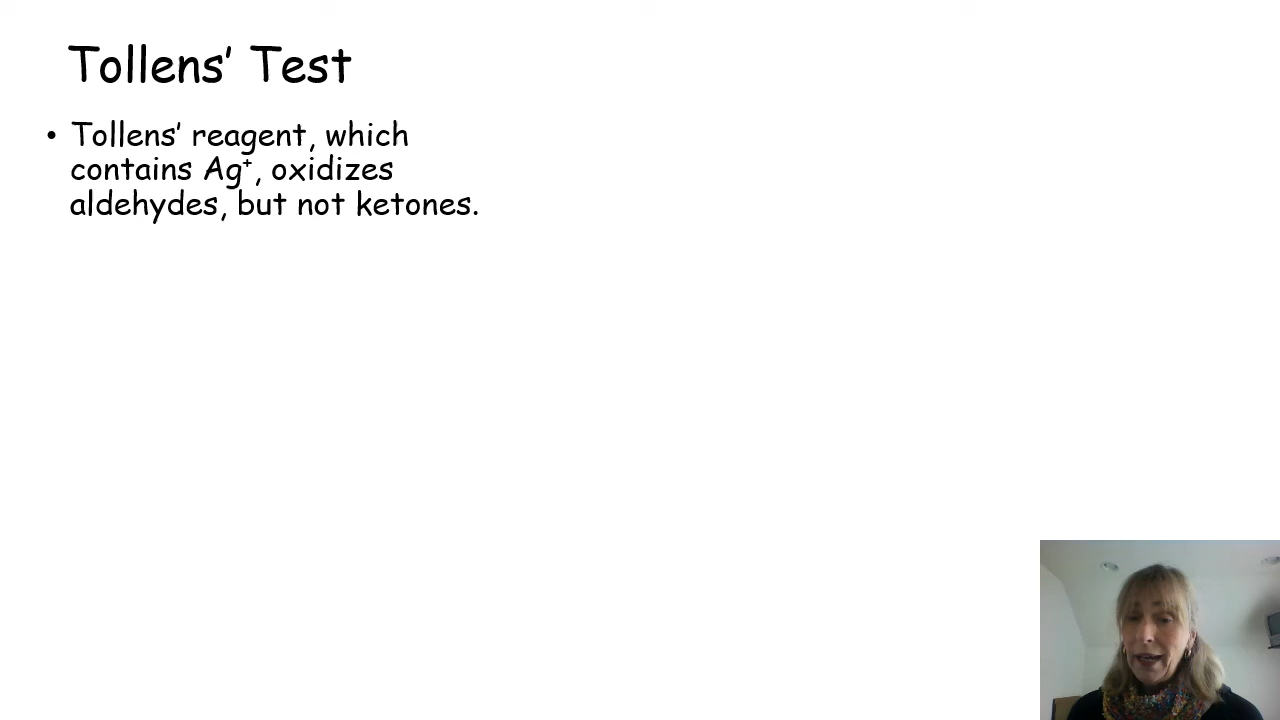 Tollens’ Test
• Tollens’ reagent, which
contains Ag⁺, oxidizes
aldehydes, but not ketones.